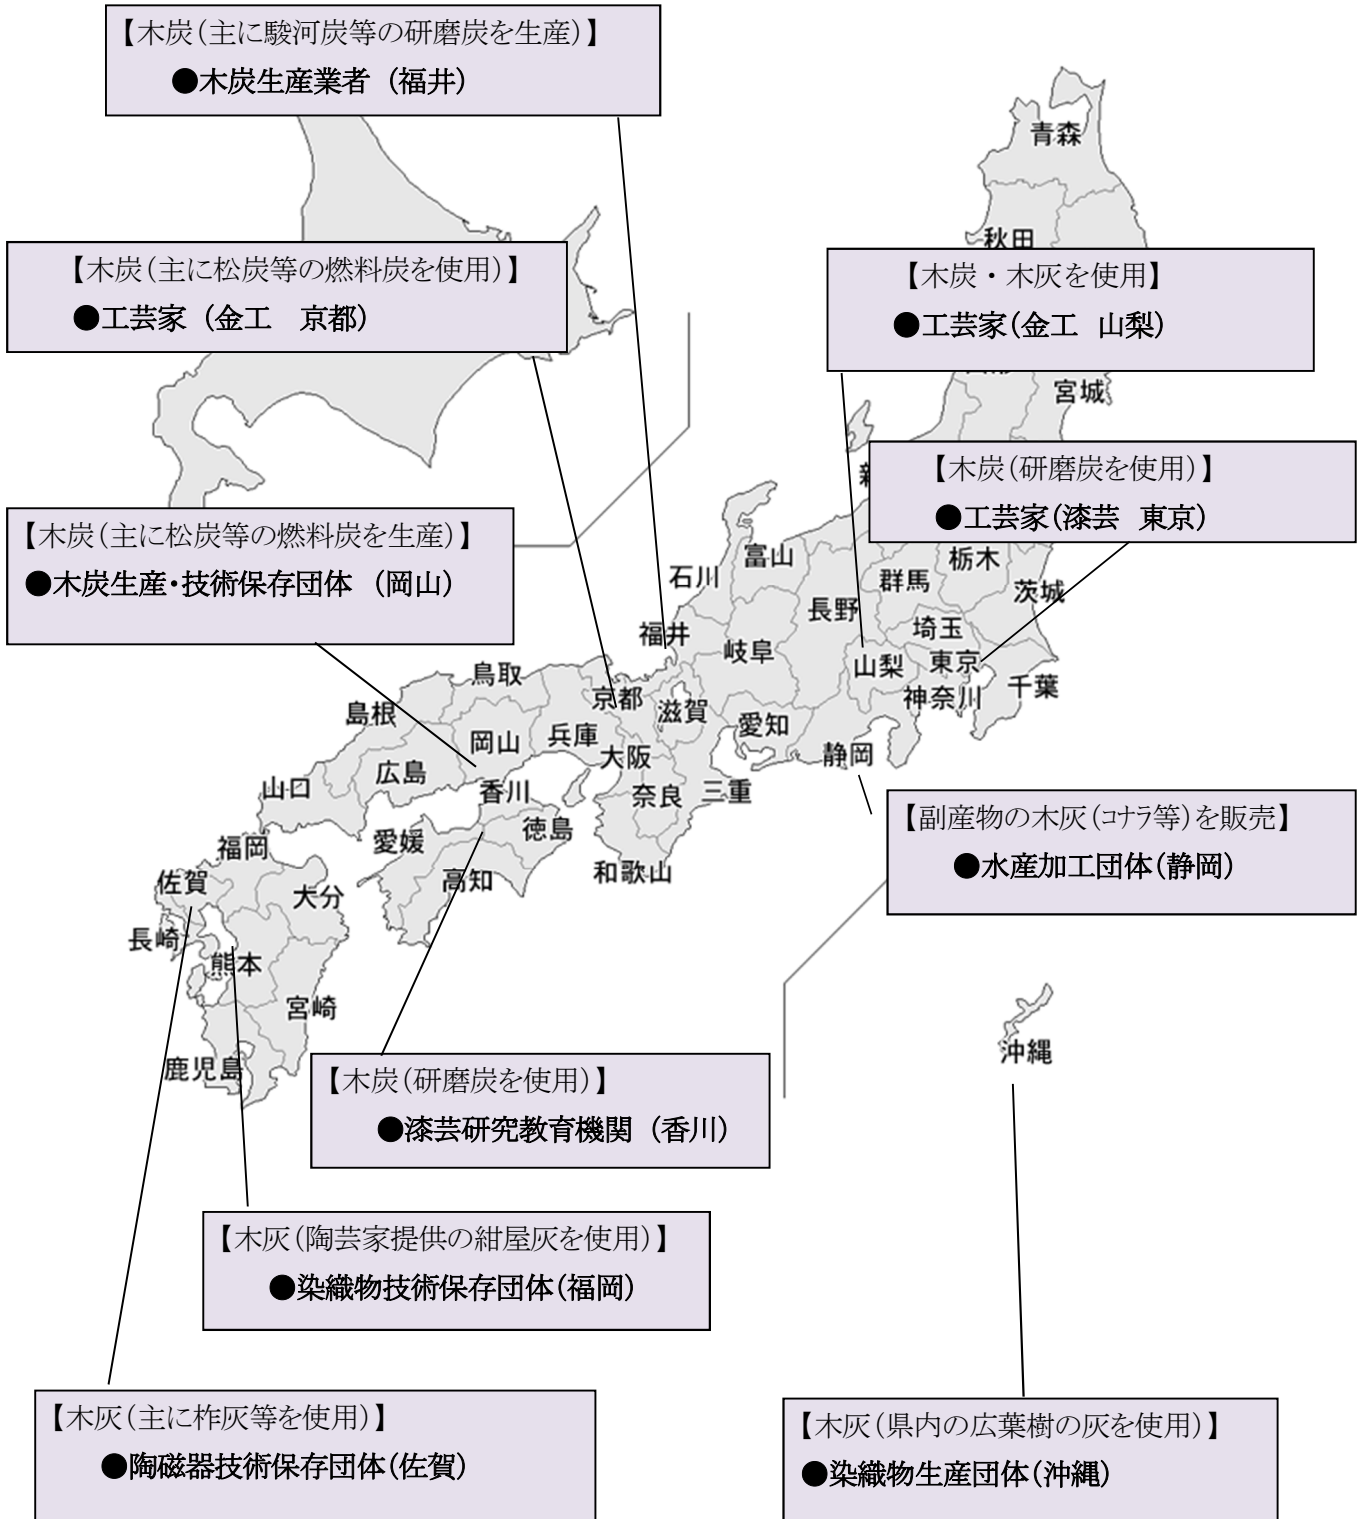 【木炭（主に駿河炭等の研磨炭を生産）】
●木炭生産業者（福井）
青森
秋田
【木炭（主に松炭等の燃料炭を使用）】
●工芸家（金工　京都）
【木炭・木灰を使用】
●工芸家（金工　山梨）
宮城
【木炭（研磨炭を使用）】
●工芸家（漆芸　東京）
【木炭（主に松炭等の燃料炭を生産）】
●木炭生産・技術保存団体（岡山）
富山
石川
栃木
群馬
茨城
長野
埼玉
福井
岐阜
東京
山梨
千葉
神奈川
鳥取
京都
滋賀
島根
愛知
岡山
兵庫
大阪
静岡
広島
山口
香川
奈良
三重
徳島
愛媛
福岡
高知
和歌山
佐賀
大分
長崎
熊本
宮崎
鹿児島
【副産物の木灰（ｺﾅﾗ等）を販売】
●水産加工団体（静岡）
沖縄
【木炭（研磨炭を使用）】
●漆芸研究教育機関（香川）
【木灰（陶芸家提供の紺屋灰を使用）】
●染織物技術保存団体（福岡）
【木灰（主に柞灰等を使用）】
●陶磁器技術保存団体（佐賀）
【木灰（県内の広葉樹の灰を使用）】
●染織物生産団体（沖縄）